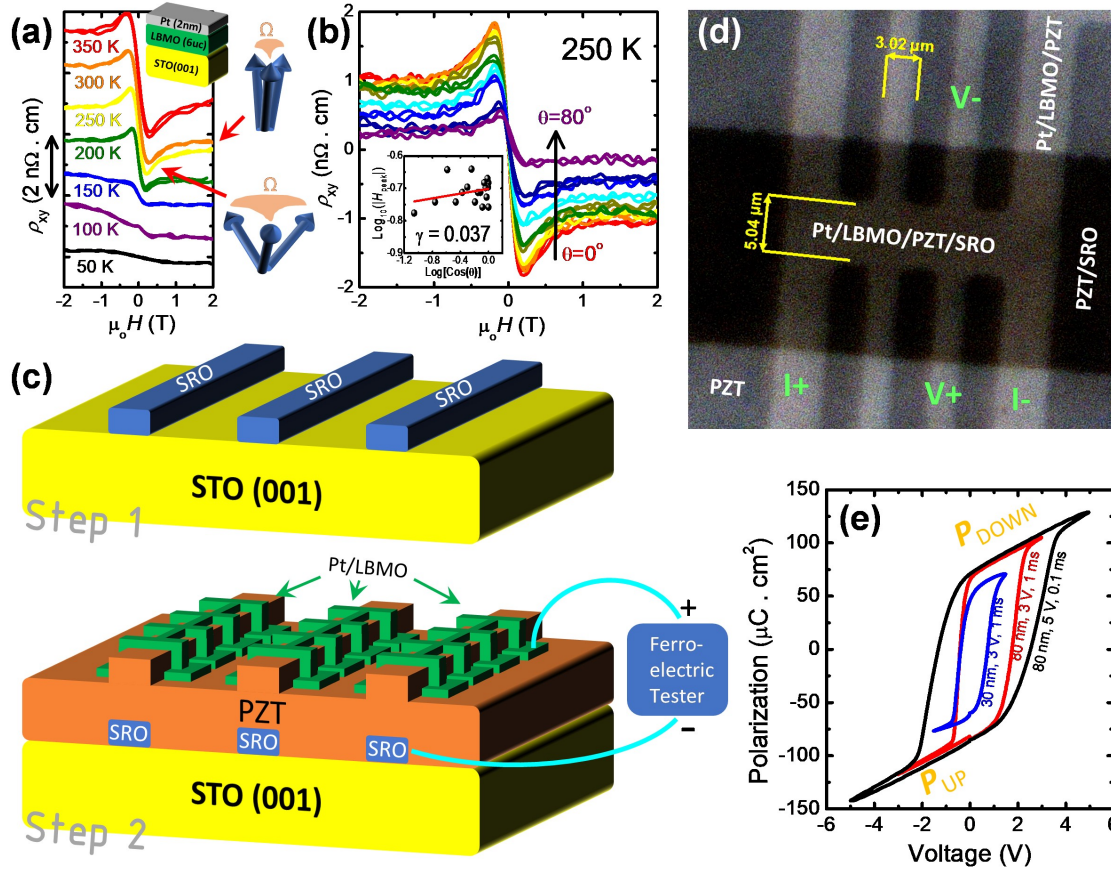 (a)
Pt (2nm)
LBMO (6uc)
STO(001)
350 K
300 K
250 K
200 K
150 K
100 K
50 K
Ω
Ω
ρxy (2 nΩ . cm)
-2 -1 0 1 2
μoH (T)
(b)
250 K
2
1
0
-1
-2
ρxy (nΩ . cm)
θ=80°
θ=0°
-0.6
-0.7
-0.8
-0.9
γ = 0.037
-1.0 -0.5 0.0
Log[Cos(θ)]
-2 -1 0 1 2
μoH (T)
(d)
3.02 μm
V-
Pt/LBMO/PZT
5.04 μm
Pt/LBMO/PZT/SRO
PZT/SRO
PZT
I+
V+
I-
(c)
SRO
SRO
SRO
STO (001)
Step 1
Pt/LBMO
+
Ferro-
electric
Tester
−
PZT
SRO
SRO
SRO
STO (001)
Step 2
(e)
150
100
50
0
-50
-100
-150
Polarization (μC . cm²)
PDOWN
PUP
30 nm, 3 V, 1 ms
80 nm, 3 V, 1 ms
80 nm, 5 V, 0.1 ms
-6 -4 -2 0 2 4 6
Voltage (V)